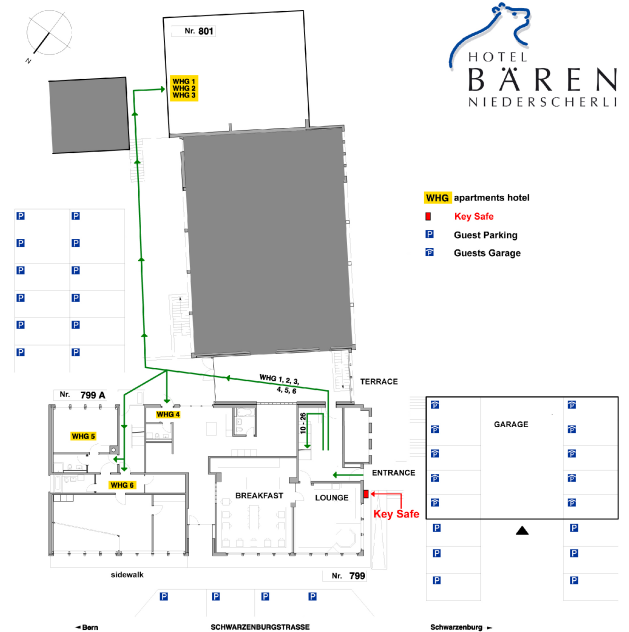 N
Nr. 801
WHG 1
WHG 2
WHG 3
HOTEL
BÄREN
NIEDERSCHERLI
WHG apartments hotel
Key Safe
P Guest Parking
P Guests Garage
P P
P P
P P
P P
P P
P P
Nr. 799 A
WHG 1, 2, 3,
4, 5, 6
TERRACE
WHG 4
10 - 26
WHG 5
WHG 6
ENTRANCE
BREAKFAST
LOUNGE
Key Safe
GARAGE
P P
P P
P P
P P
P P
P P
P P
P P
sidewalk
Nr. 799
P P P P
Bern
SCHWARZENBURGSTRASSE
Schwarzenburg